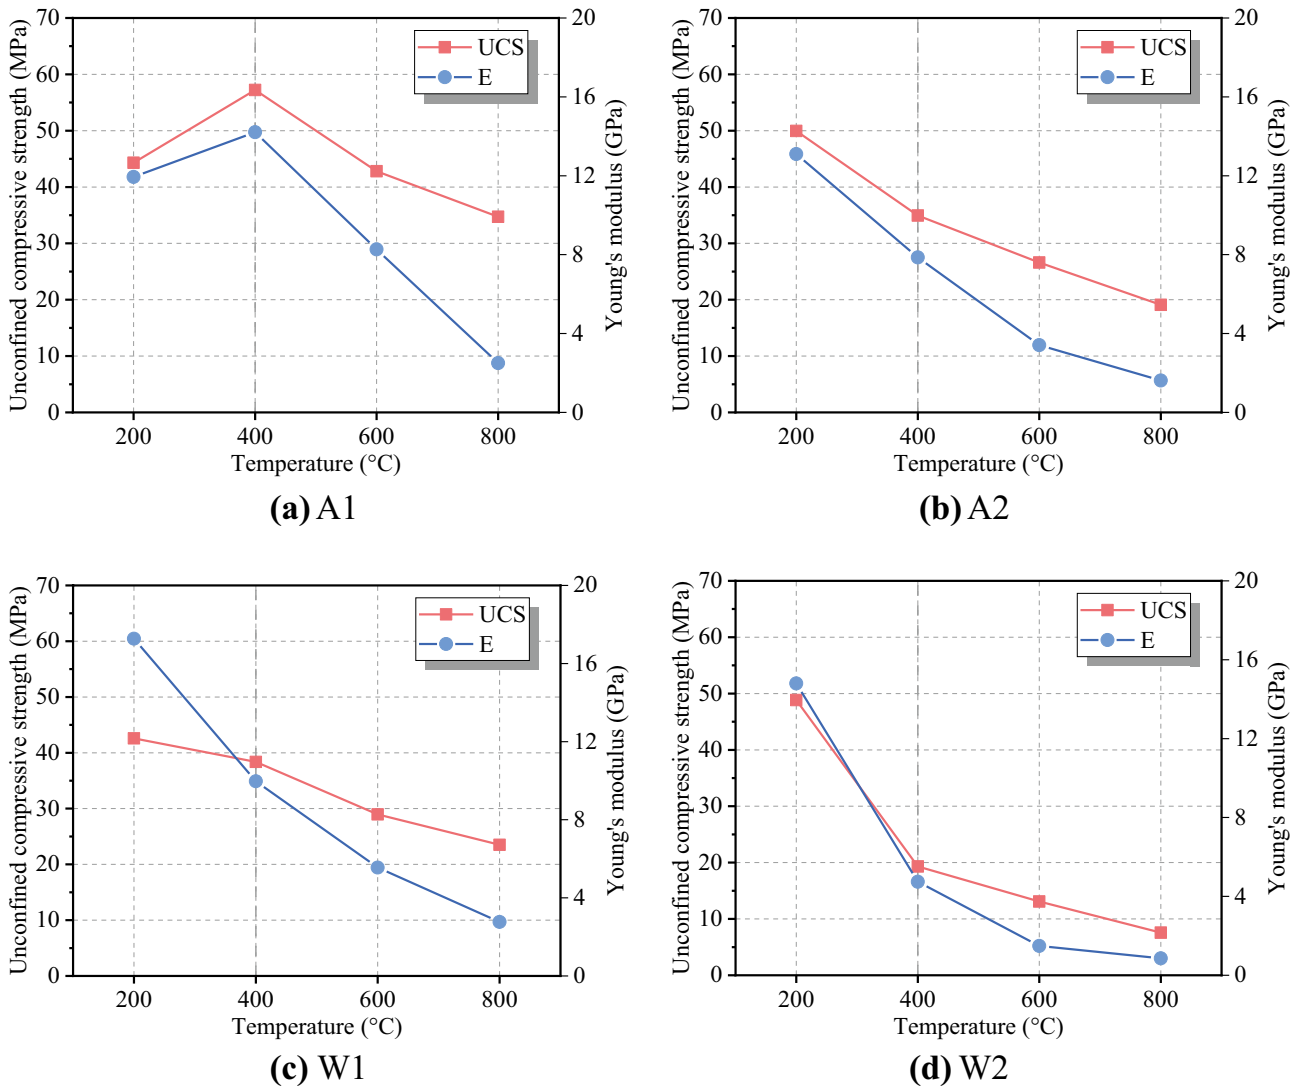 70
60
50
40
30
20
10
0
Unconfined compressive strength (MPa)
UCS
E
20
16
12
8
4
0
Young's modulus (GPa)
200 400 600 800
Temperature (°C)
(a) A1
70
60
50
40
30
20
10
0
Unconfined compressive strength (MPa)
UCS
E
20
16
12
8
4
0
Young's modulus (GPa)
200 400 600 800
Temperature (°C)
(b) A2
70
60
50
40
30
20
10
0
Unconfined compressive strength (MPa)
UCS
E
20
16
12
8
4
0
Young's modulus (GPa)
200 400 600 800
Temperature (°C)
(c) W1
70
60
50
40
30
20
10
0
Unconfined compressive strength (MPa)
UCS
E
20
16
12
8
4
0
Young's modulus (GPa)
200 400 600 800
Temperature (°C)
(d) W2